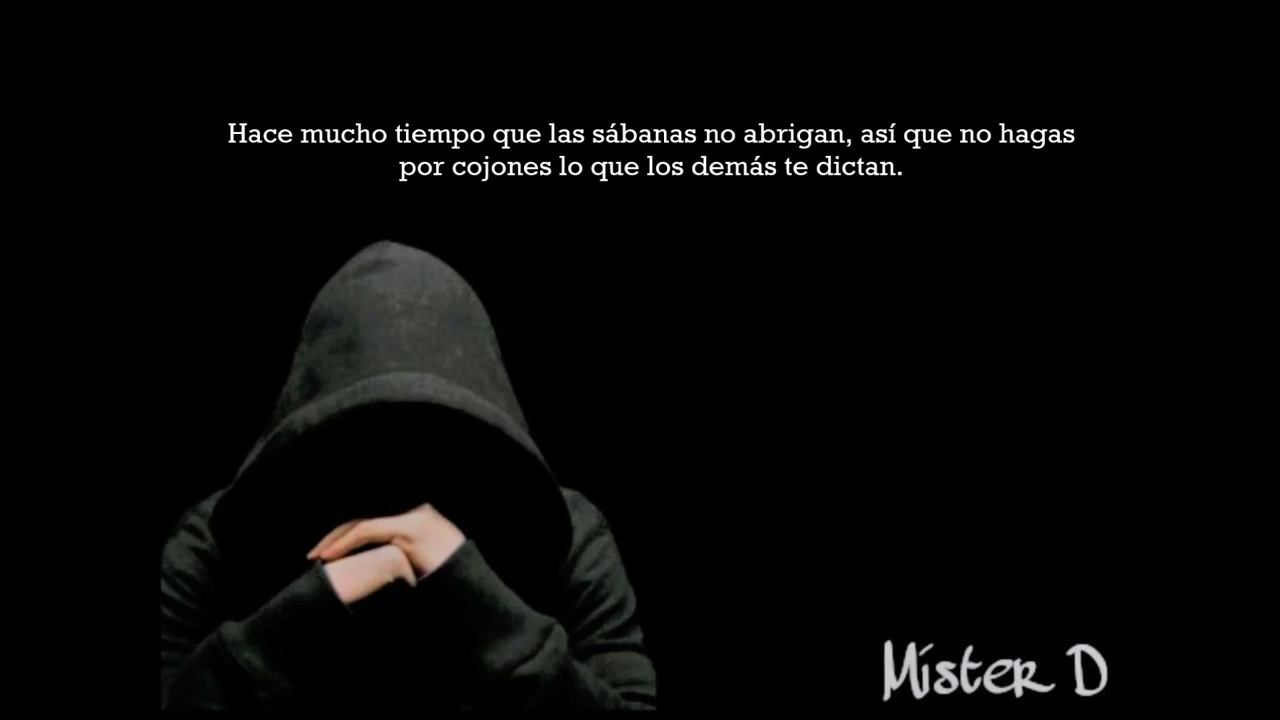 Hace mucho tiempo que las sábanas no abrigan, así que no hagas
por cojones lo que los demás te dictan.
Mister D